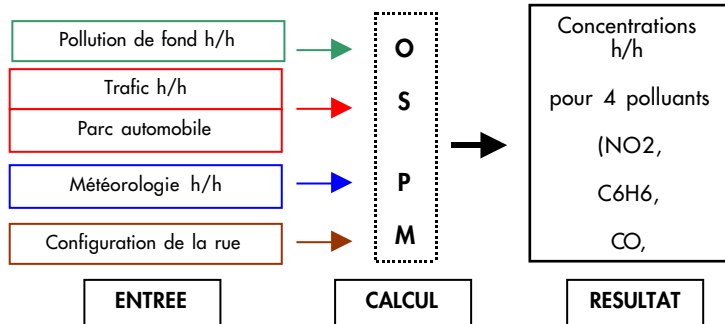 Pollution de fond h/h
Trafic h/h
Parc automobile
Météorologie h/h
Configuration de la rue
O
S
P
M
Concentrations
h/h
pour 4 polluants
(NO2,
C6H6,
CO,
ENTREE
CALCUL
RESULTAT